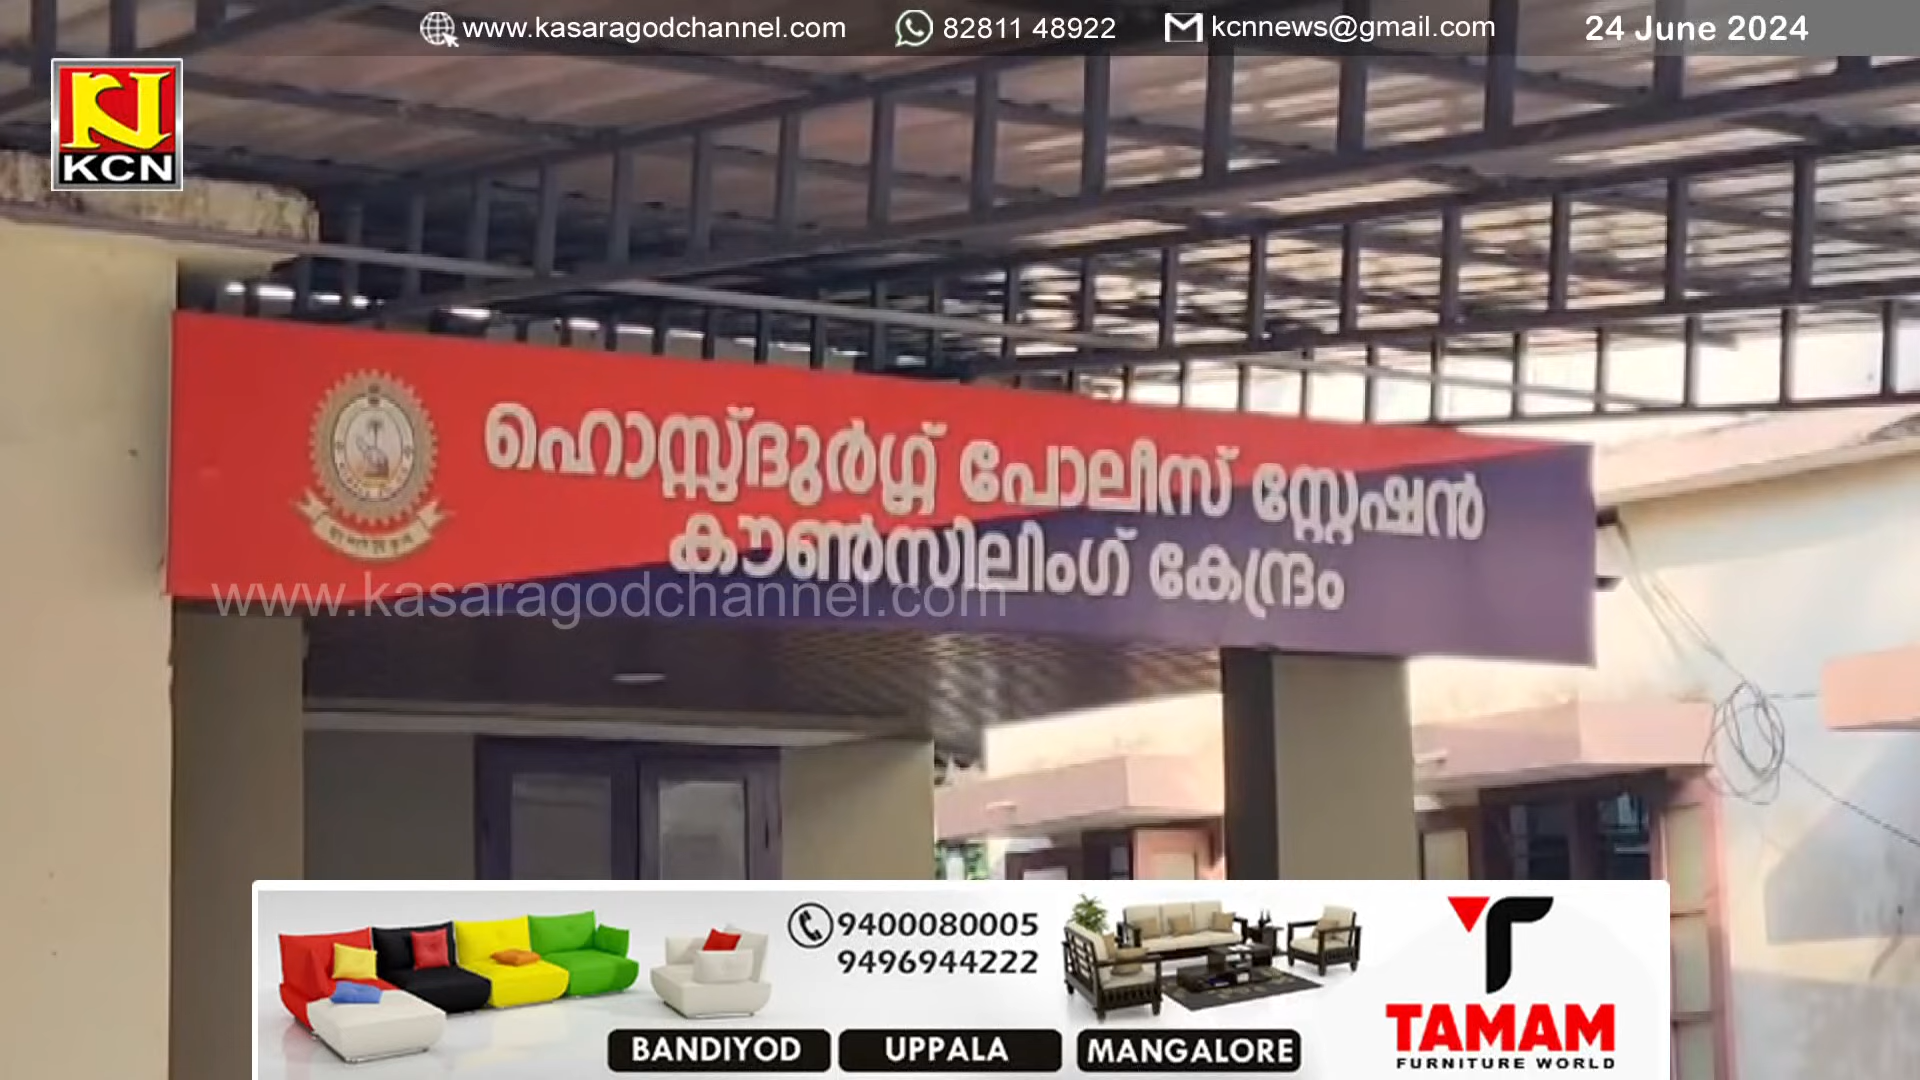 www.kasaragodchannel.com 82811 48922 kcnnews@gmail.com 24 June 2024
KCN
ഹൊസ്ദുർഗ്ഗ് പോലീസ് സ്റ്റേഷൻ
കൗൺസിലിംഗ് കേന്ദ്രം
www.kasaragodchannel.com
9400080005
9496944222
BANDIYOD UPPALA MANGALORE
TAMAM
FURNITURE WORLD